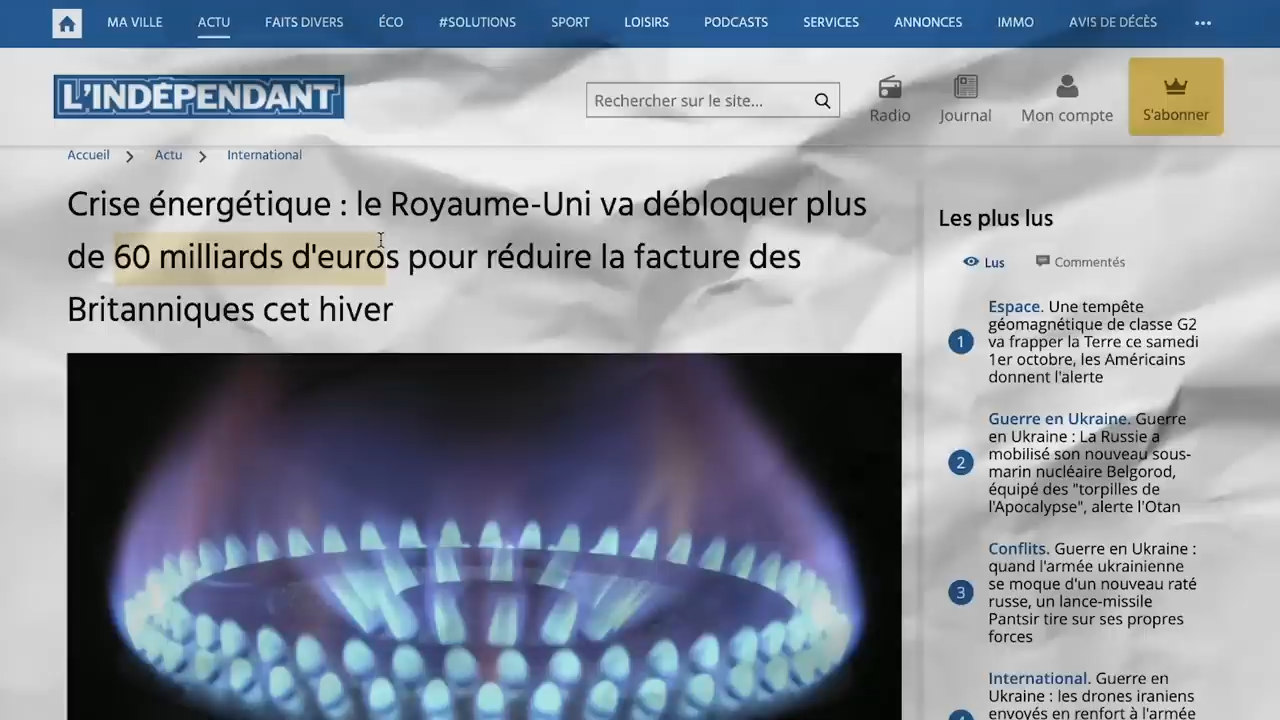 MA VILLE
ACTU
FAITS DIVERS
ÉCO
#SOLUTIONS
SPORT
LOISIRS
PODCASTS
SERVICES
ANNONCES
IMMO
AVIS DE DÉCÈS
L'INDÉPENDANT
Rechercher sur le site...
Radio
Journal
Mon compte
S'abonner
Accueil
Actu
International
Crise énergétique : le Royaume-Uni va débloquer plus
de 60 milliards d'euros pour réduire la facture des
Britanniques cet hiver
Les plus lus
Lus
Commentés
1
Espace. Une tempête
géomagnétique de classe G2
va frapper la Terre ce samedi
1er octobre, les Américains
donnent l'alerte
2
Guerre en Ukraine. Guerre
en Ukraine : La Russie a
mobilisé son nouveau sous-
marin nucléaire Belgorod,
équipé des "torpilles de
l'Apocalypse", alerte l'Otan
3
Conflits. Guerre en Ukraine :
quand l'armée ukrainienne
se moque d'un nouveau raté
russe, un lance-missile
Pantsir tire sur ses propres
forces
International. Guerre en
Ukraine : les drones iraniens
envoyés en renfort à l'armée